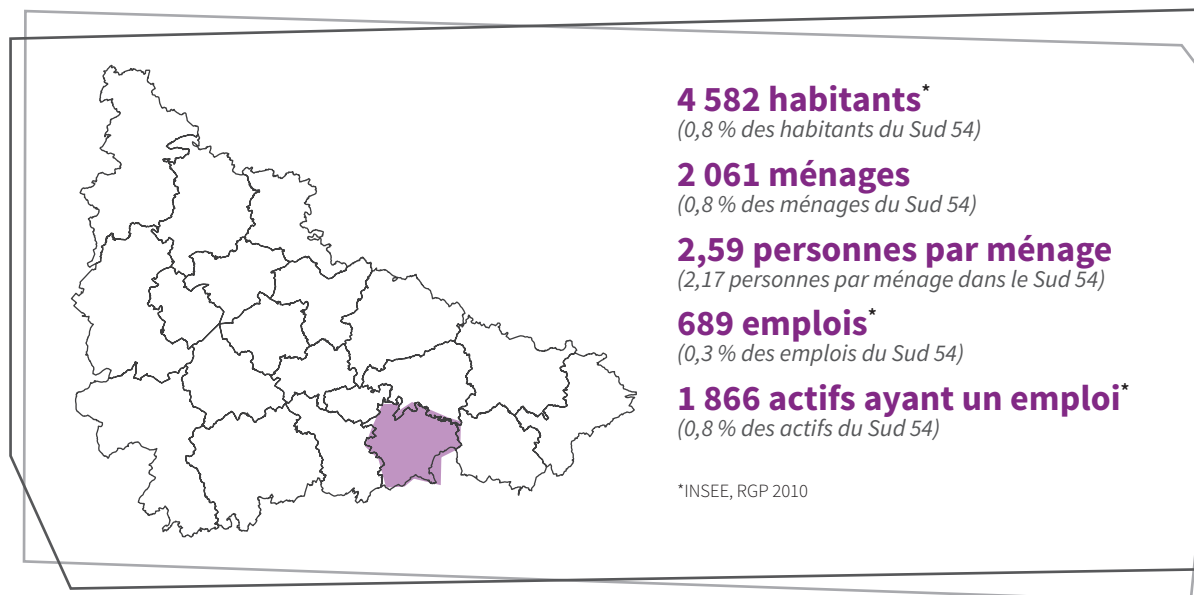 4 582 habitants*
(0,8 % des habitants du Sud 54)
2 061 ménages
(0,8 % des ménages du Sud 54)
2,59 personnes par ménage
(2,17 personnes par ménage dans le Sud 54)
689 emplois*
(0,3 % des emplois du Sud 54)
1 866 actifs ayant un emploi*
(0,8 % des actifs du Sud 54)
*INSEE, RGP 2010